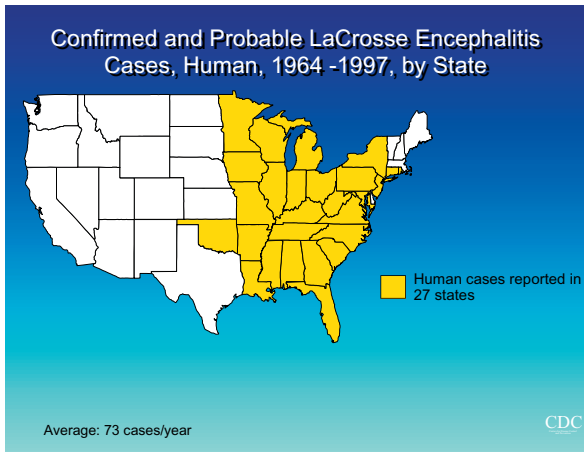 Confirmed and Probable LaCrosse Encephalitis
Cases, Human, 1964 -1997, by State
Human cases reported in
27 states
Average: 73 cases/year
CDC